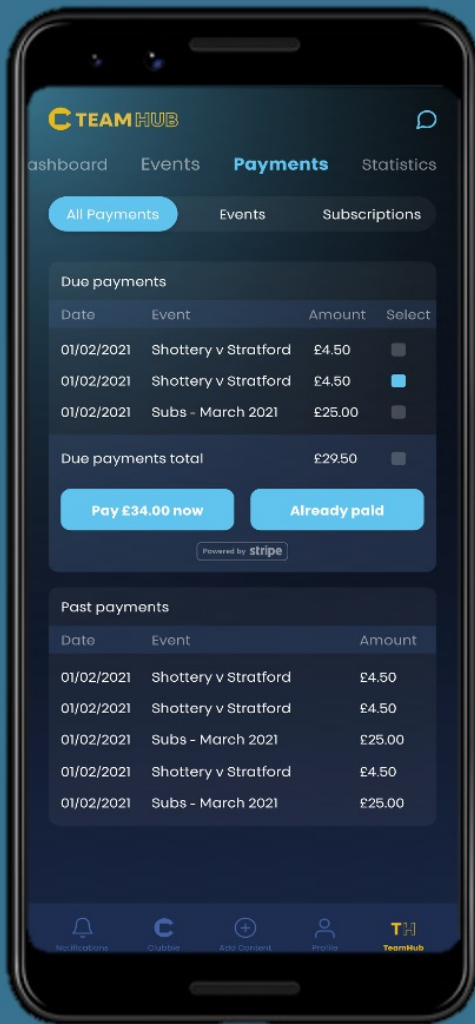 C TEAM HUB
ashboard Events Payments Statistics
All Payments Events Subscriptions
Due payments
Date Event Amount Select
01/02/2021 Shottery v Stratford £4.50
01/02/2021 Shottery v Stratford £4.50
01/02/2021 Subs - March 2021 £25.00
Due payments total £29.50
Pay £34.00 now Already paid
Powered by stripe
Past payments
Date Event Amount
01/02/2021 Shottery v Stratford £4.50
01/02/2021 Shottery v Stratford £4.50
01/02/2021 Subs - March 2021 £25.00
01/02/2021 Shottery v Stratford £4.50
01/02/2021 Subs - March 2021 £25.00
C TH
Notifications Clubbie Add Content Profile TeamHub